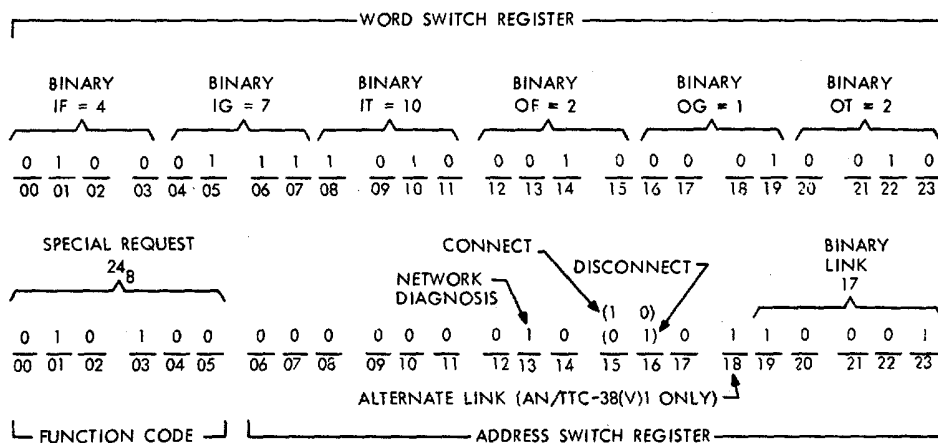 WORD SWITCH REGISTER
BINARY BINARY BINARY BINARY BINARY BINARY
IF = 4 IG = 7 IT = 10 OF = 2 OG = 1 OT = 2
0 1 0 0 0 1 1 1 1 0 1 0 0 0 1 0 0 0 0 1 0 0 1 0
00 01 02 03 04 05 06 07 08 09 10 11 12 13 14 15 16 17 18 19 20 21 22 23
SPECIAL REQUEST
24₈
CONNECT
DISCONNECT
NETWORK
DIAGNOSIS
BINARY
LINK
17
(1 0)
0 1 0 1 0 0 0 0 0 0 0 0 0 1 0 (0 1) 0 1 1 0 0 0 1
00 01 02 03 04 05 06 07 08 09 10 11 12 13 14 15 16 17 18 19 20 21 22 23
ALTERNATE LINK (AN/TTC-38(V)1 ONLY)
FUNCTION CODE ADDRESS SWITCH REGISTER